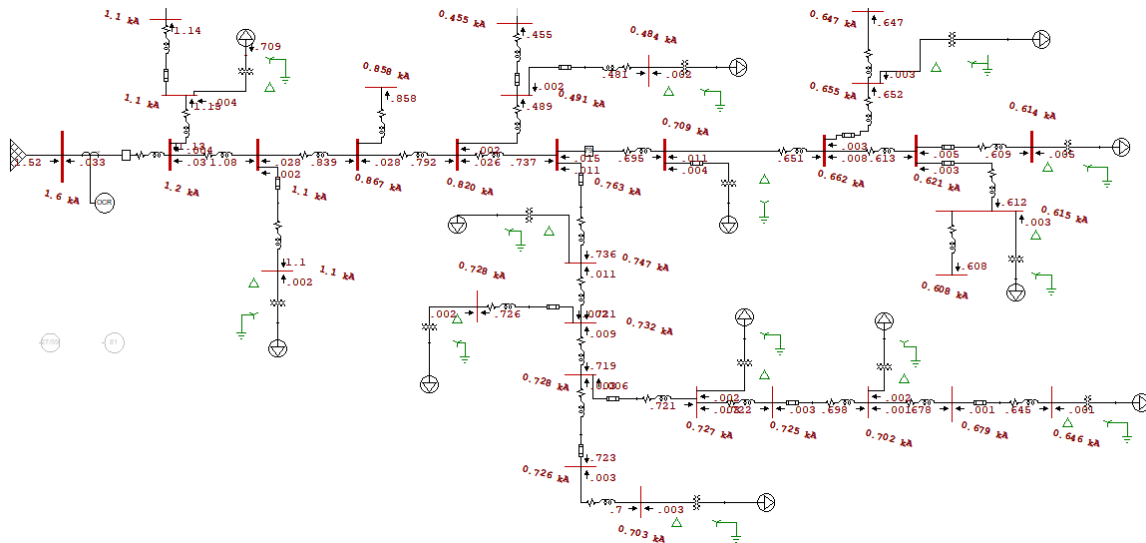 1.1 kA
1.14
.709
1.1 kA
.004
0.858 kA
.858
0.455 kA
.455
.002
.489
0.491 kA
.481
.002
0.484 kA
0.647 kA
.647
.003
0.655 kA
.652
0.614 kA
.033
1.6 kA
OCR
.004
.031
1.08
1.2 kA
.028
.002
.839
1.1 kA
.028
.792
0.867 kA
.002
.026
.737
0.820 kA
.015
.011
.695
0.763 kA
0.709 kA
.011
.004
.651
.003
.008
.613
0.662 kA
.005
.003
.609
0.621 kA
.005
.612
.003
0.615 kA
.608
0.608 kA
1.1
.002
1.1 kA
.736
.011
0.747 kA
0.728 kA
.002
.726
.009
0.732 kA
.719
0.728 kA
.721
.002
0.727 kA
.003
0.725 kA
.698
.002
0.702 kA
.001
0.679 kA
.645
.001
0.646 kA
.723
.003
0.726 kA
.7
.003
0.703 kA
81